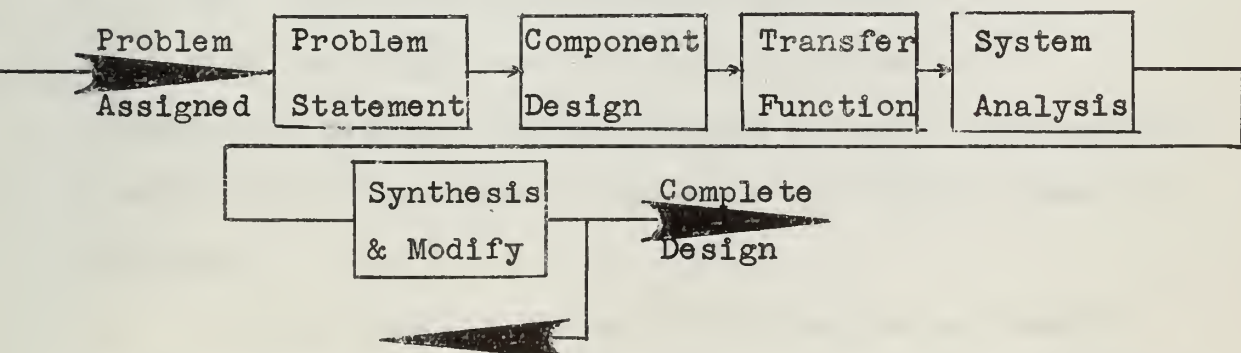 Problem
Assigned
Problem
Statement
Component
Design
Transfer
Function
System
Analysis
Synthesis
& Modify
Complete
Design